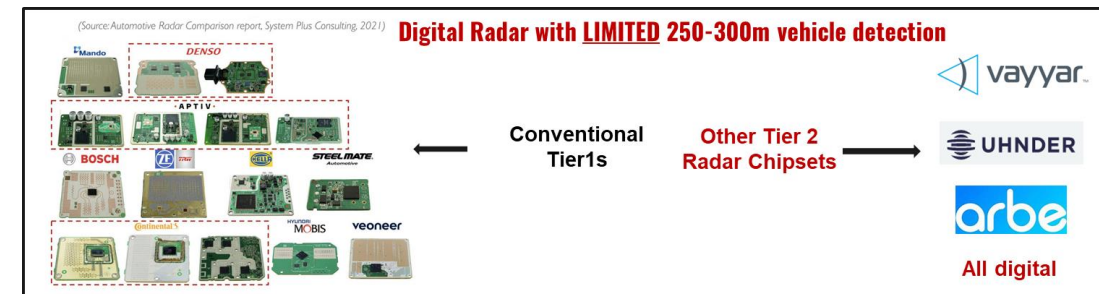 (Source: Automotive Radar Comparison report, System Plus Consulting, 2021)
Digital Radar with LIMITED 250-300m vehicle detection
Mando
DENSO
· A P T I V ·
BOSCH
ZF TRW
HELLA
STEELMATE.
Automotive
Continental
HYUNDAI
MOBIS
veoneer
Conventional
Tier1s
Other Tier 2
Radar Chipsets
vayyar
UHNDER
arbe
All digital